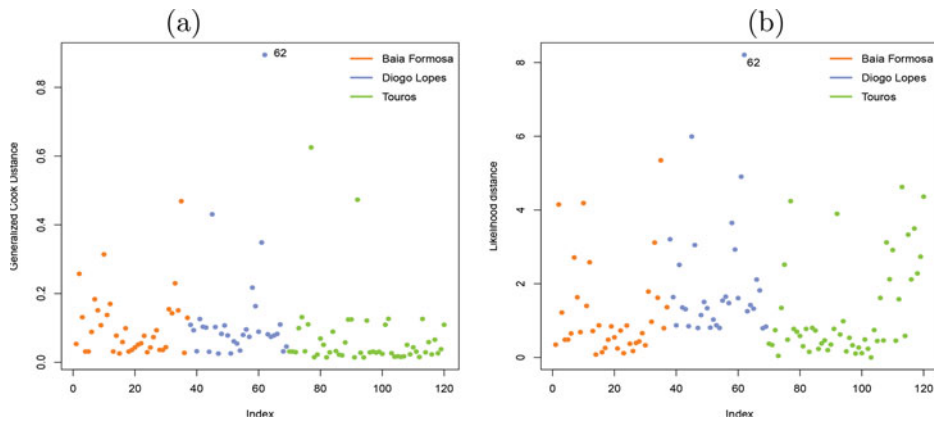 (a)
62
Baia Formosa
Diogo Lopes
Touros
Generalized Cook Distance
0.8
0.6
0.4
0.2
0.0
0 20 40 60 80 100 120
Index
(b)
62
Baia Formosa
Diogo Lopes
Touros
Likelihood distance
8
6
4
2
0
0 20 40 60 80 100 120
Index